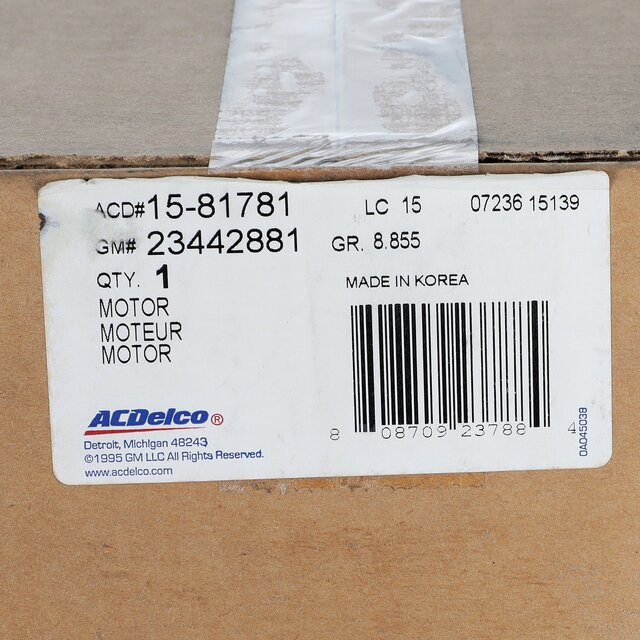 ACD#15-81781 LC 15 07236 15139
GM# 23442881 GR. 8.855
QTY. 1 MADE IN KOREA
MOTOR
MOTEUR
MOTOR
ACDelco®
Detroit, Michigan 48243
©1995 GM LLC All Rights Reserved.
www.acdelco.com
8 08709 23788 4
0A045038